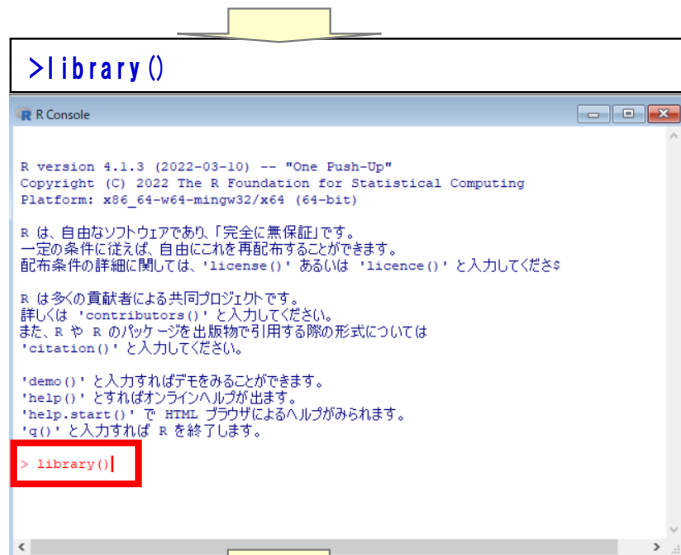 >library()
R Console
R version 4.1.3 (2022-03-10) -- "One Push-Up"
Copyright (C) 2022 The R Foundation for Statistical Computing
Platform: x86_64-w64-mingw32/x64 (64-bit)
R は、自由なソフトウェアであり、「完全に無保証」です。
一定の条件に従えば、自由にこれを再配布することができます。
配布条件の詳細に関しては、'license()' あるいは 'licence()' と入力してくださ$
R は多くの貢献者による共同プロジェクトです。
詳しくは 'contributors()' と入力してください。
また、R や R のパッケージを出版物で引用する際の形式については
'citation()' と入力してください。
'demo()' と入力すればデモをみることができます。
'help()' とすればオンラインヘルプが出ます。
'help.start()' で HTML ブラウザによるヘルプがみられます。
'q()' と入力すれば R を終了します。
> library()